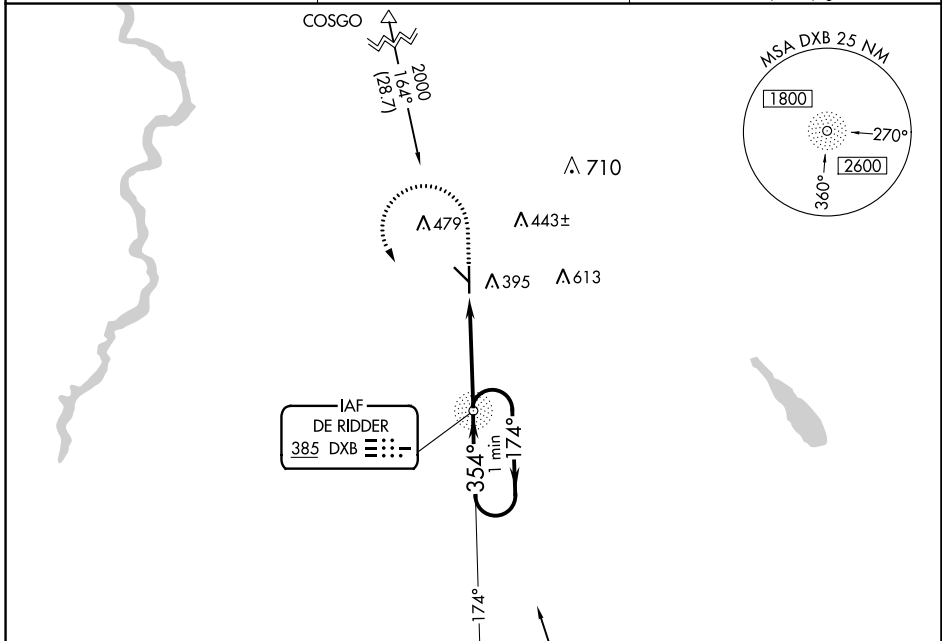 COSGO
2000
164°
(28.7)
MSA DXB 25 NM
1800
270°
2600
360°
710
479
443±
395
613
IAF
DE RIDDER
385 DXB
354°
1 min
174°
174°